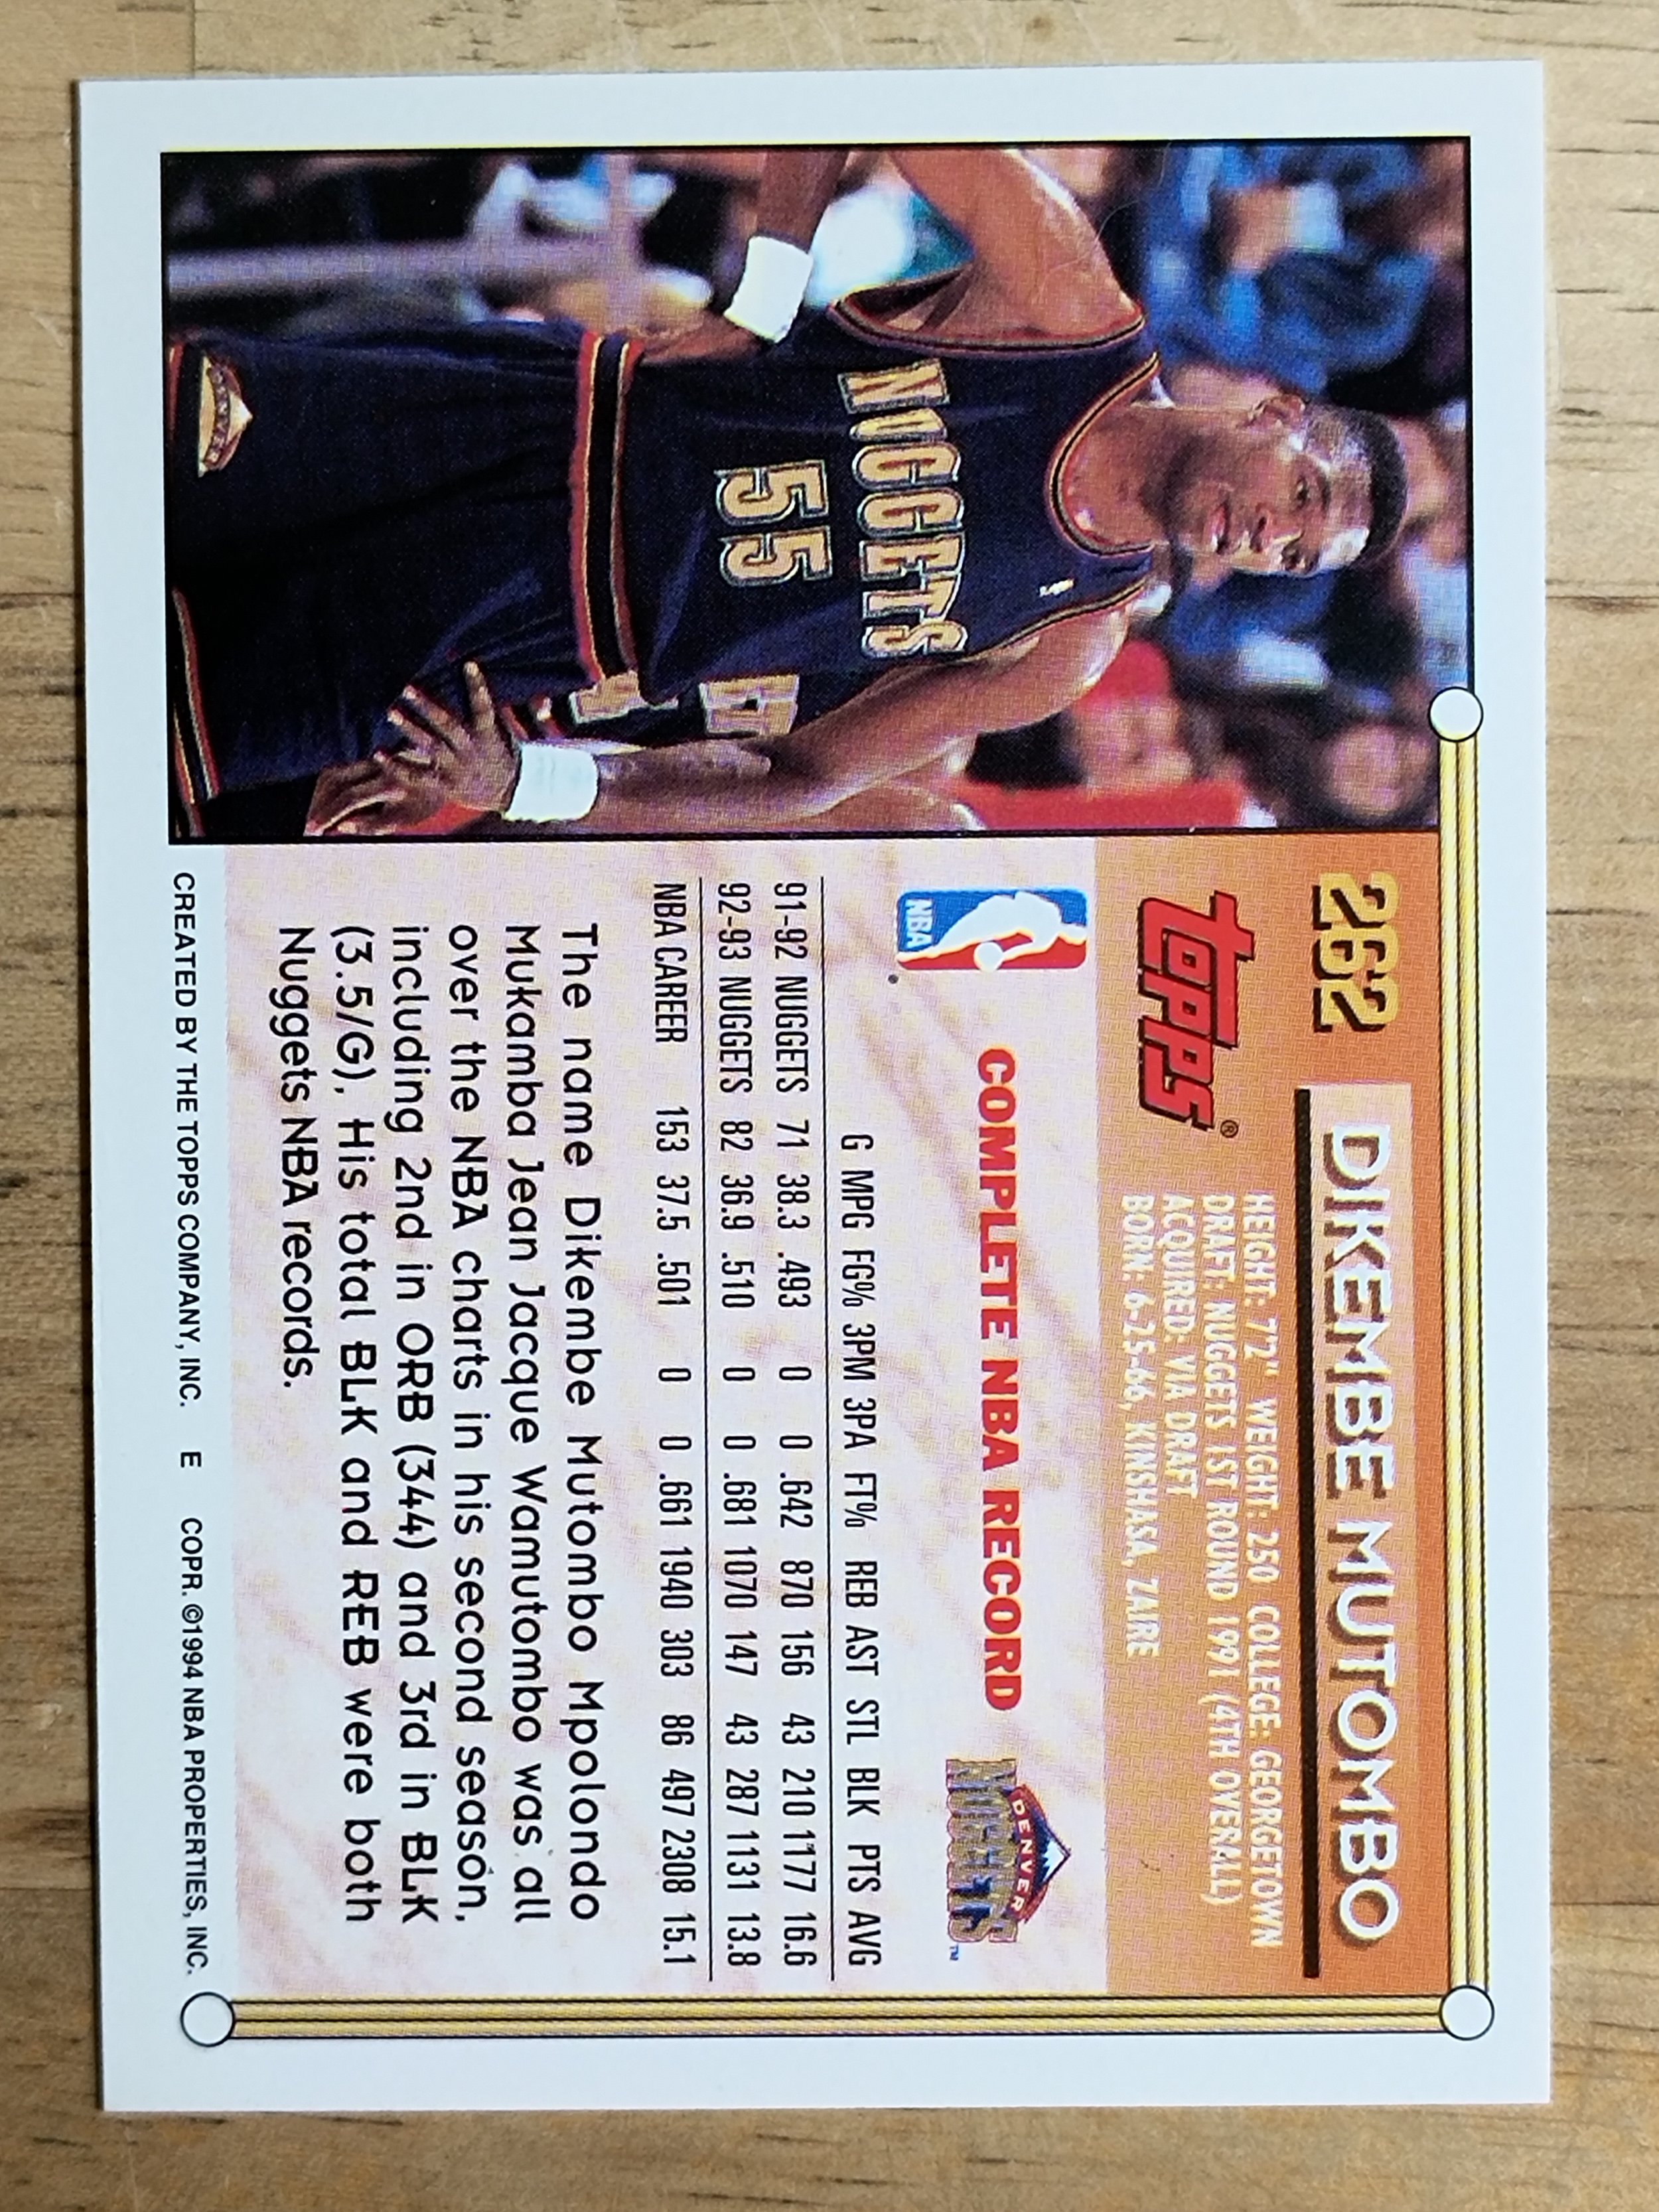 262 DIKEMBE MUTOMBO
TOPPS®
HEIGHT: 7'2" WEIGHT: 250 COLLEGE: GEORGETOWN
DRAFT: NUGGETS 1ST ROUND 1991 (4TH OVERALL)
ACQUIRED: VIA DRAFT
BORN: 6-25-66, KINSHASA, ZAIRE
NBA
COMPLETE NBA RECORD
DENVER
NUGGETS™
G MPG FG% 3PM 3PA FT% REB AST STL BLK PTS AVG
91-92 NUGGETS 71 38.3 .493 0 0 .642 870 156 43 210 1177 16.6
92-93 NUGGETS 82 36.9 .510 0 0 .681 1070 147 43 287 1131 13.8
NBA CAREER 153 37.5 .501 0 0 .661 1940 303 86 497 2308 15.1
The name Dikembe Mutombo Mpolondo
Mukamba Jean Jacque Wamutombo was all
over the NBA charts in his second season,
including 2nd in ORB (344) and 3rd in BLK
(3.5/G). His total BLK and REB were both
Nuggets NBA records.
CREATED BY THE TOPPS COMPANY, INC. E COPR. ©1994 NBA PROPERTIES, INC.
NUGGETS
55
DENVER